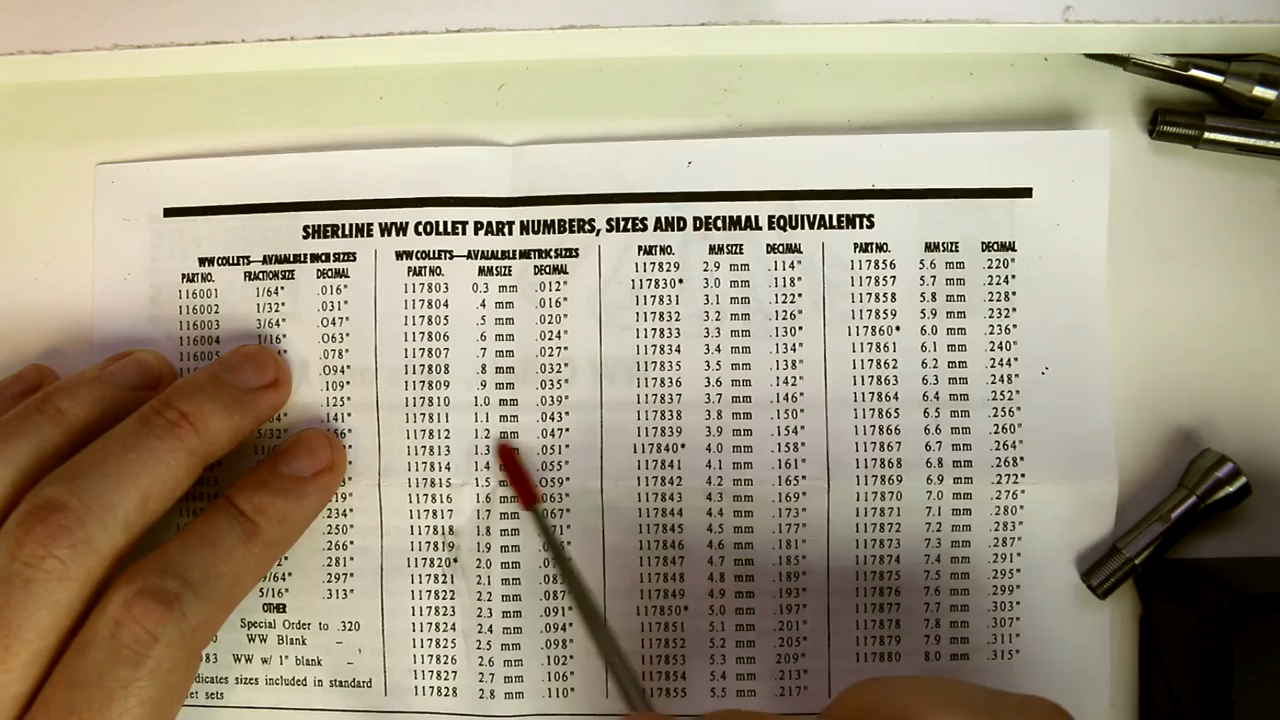 SHERLINE WW COLLET PART NUMBERS, SIZES AND DECIMAL EQUIVALENTS
WW COLLETS—AVAIALBLE INCH SIZES
PART NO. FRACTION SIZE DECIMAL
116001 1/64" .016"
116002 1/32" .031"
116003 3/64" .047"
116004 1/16" .063"
116005 .078"
.094"
.109"
.125"
.141"
5/32"
.234"
.250"
.266"
.281"
.297"
5/16" .313"
OTHER
Special Order to .320
WW Blank –
WW w/ 1" blank –
sizes included in standard
sets
WW COLLETS—AVAIALBLE METRIC SIZES
PART NO. MM SIZE DECIMAL
117803 0.3 mm .012"
117804 .4 mm .016"
117805 .5 mm .020"
117806 .6 mm .024"
117807 .7 mm .027"
117808 .8 mm .032"
117809 .9 mm .035"
117810 1.0 mm .039"
117811 1.1 mm .043"
117812 1.2 mm .047"
117813 1.3 .051"
117814 1.4 .055"
117815 1.5 .059"
117816 1.6 mm .063"
117817 1.7 mm .067"
117818 1.8 mm
117819 1.9 mm
117820* 2.0 mm
117821 2.1 mm
117822 2.2 mm .087"
117823 2.3 mm .091"
117824 2.4 mm .094"
117825 2.5 mm .098"
117826 2.6 mm .102"
117827 2.7 mm .106"
117828 2.8 mm .110"
PART NO. MM SIZE DECIMAL
117829 2.9 mm .114"
117830* 3.0 mm .118"
117831 3.1 mm .122"
117832 3.2 mm .126"
117833 3.3 mm .130"
117834 3.4 mm .134"
117835 3.5 mm .138"
117836 3.6 mm .142"
117837 3.7 mm .146"
117838 3.8 mm .150"
117839 3.9 mm .154"
117840* 4.0 mm .158"
117841 4.1 mm .161"
117842 4.2 mm .165"
117843 4.3 mm .169"
117844 4.4 mm .173"
117845 4.5 mm .177"
117846 4.6 mm .181"
117847 4.7 mm .185"
117848 4.8 mm .189"
117849 4.9 mm .193"
117850* 5.0 mm .197"
117851 5.1 mm .201"
117852 5.2 mm .205"
117853 5.3 mm 209"
117854 5.4 mm .213"
117855 5.5 mm .217"
PART NO. MM SIZE DECIMAL
117856 5.6 mm .220"
117857 5.7 mm .224"
117858 5.8 mm .228"
117859 5.9 mm .232"
117860* 6.0 mm .236"
117861 6.1 mm .240"
117862 6.2 mm .244"
117863 6.3 mm .248"
117864 6.4 mm .252"
117865 6.5 mm .256"
117866 6.6 mm .260"
117867 6.7 mm .264"
117868 6.8 mm .268"
117869 6.9 mm .272"
117870 7.0 mm .276"
117871 7.1 mm .280"
117872 7.2 mm .283"
117873 7.3 mm .287"
117874 7.4 mm .291"
117875 7.5 mm .295"
117876 7.6 mm .299"
117877 7.7 mm .303"
117878 7.8 mm .307"
117879 7.9 mm .311"
117880 8.0 mm .315"